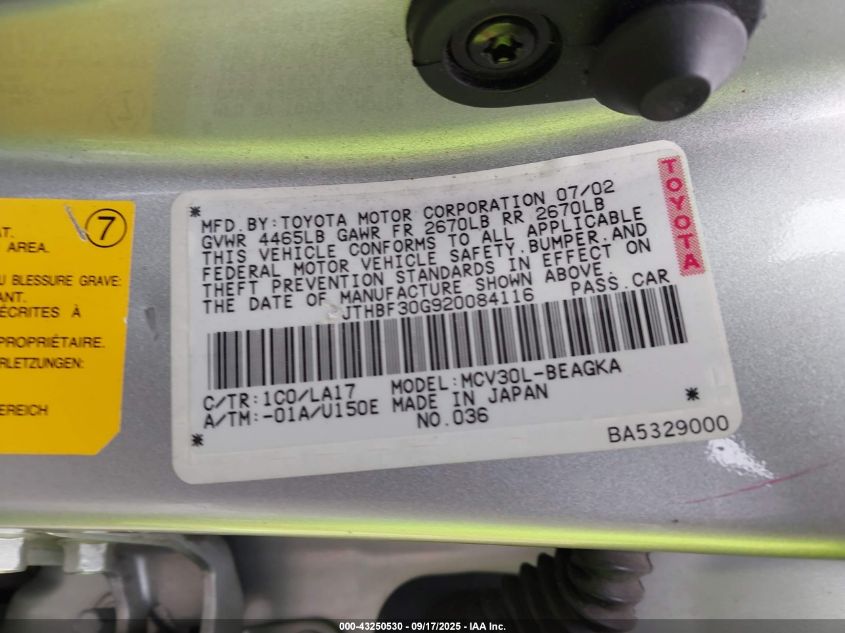 MFD.BY:TOYOTA MOTOR CORPORATION 07/02
GVWR 4465LB GAWR FR 2670LB RR 2670LB
THIS VEHICLE CONFORMS TO ALL APPLICABLE
FEDERAL MOTOR VEHICLE SAFETY,BUMPER,AND
THEFT PREVENTION STANDARDS IN EFFECT ON
THE DATE OF MANUFACTURE SHOWN ABOVE.
JTHBF30G920084116 PASS.CAR
C/TR:1C0/LA17 MODEL:MCV30L-BEAGKA
A/TM:-01A/U150E MADE IN JAPAN
NO.036
BA5329000
TOYOTA
7
AREA.
BLESSURE GRAVE:
ANT.
ÉCRITES À
PROPRIÉTAIRE.
ERLETZUNGEN:
BEREICH
000-43250530 - 09/17/2025 - IAA Inc.